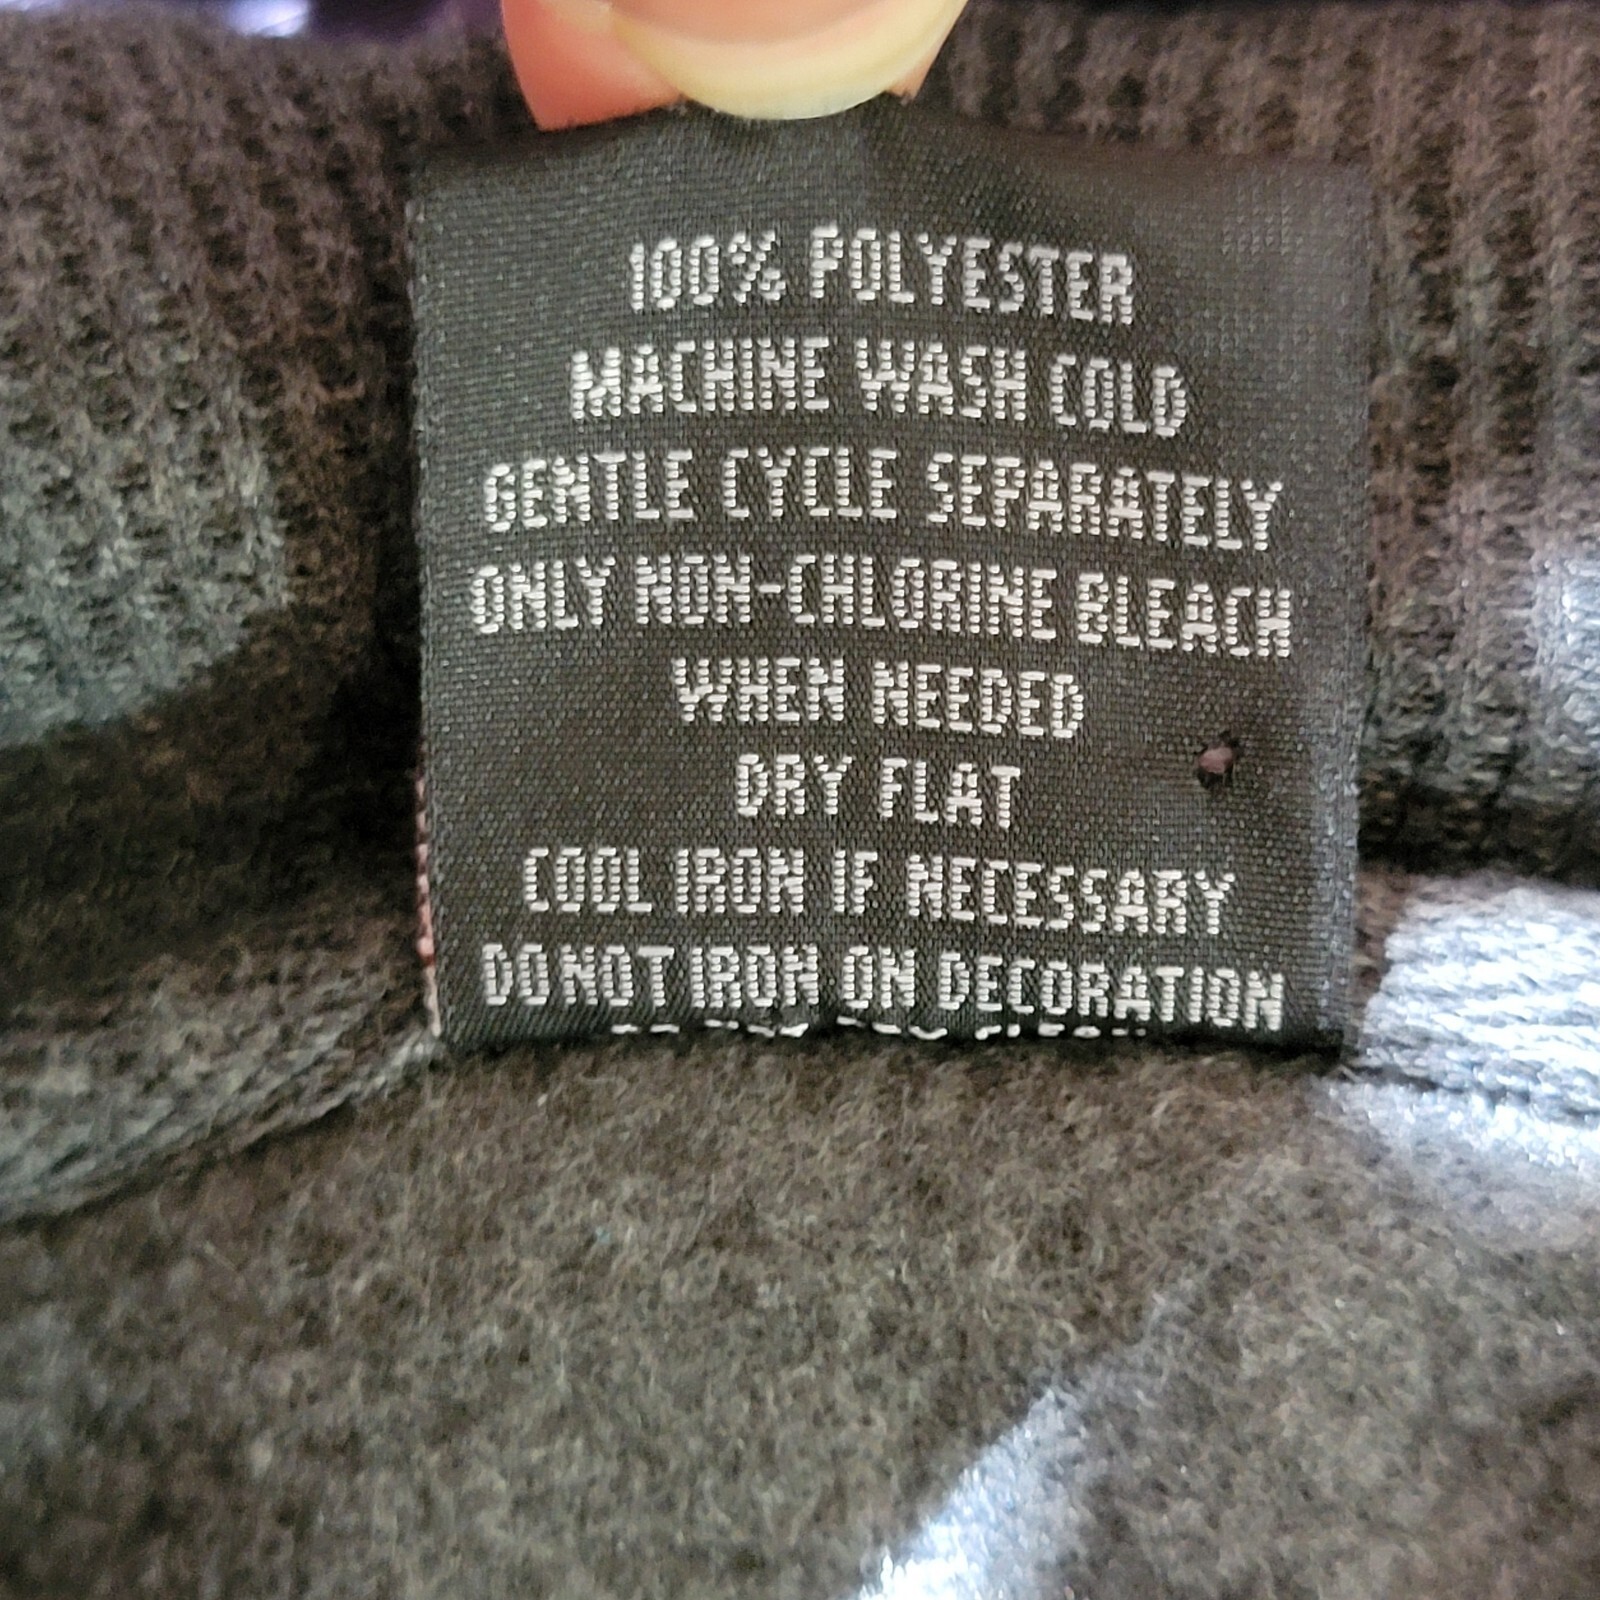 100% POLYESTER
MACHINE WASH COLD
GENTLE CYCLE SEPARATELY
ONLY NON-CHLORINE BLEACH
WHEN NEEDED
DRY FLAT
COOL IRON IF NECESSARY
DO NOT IRON ON DECORATION